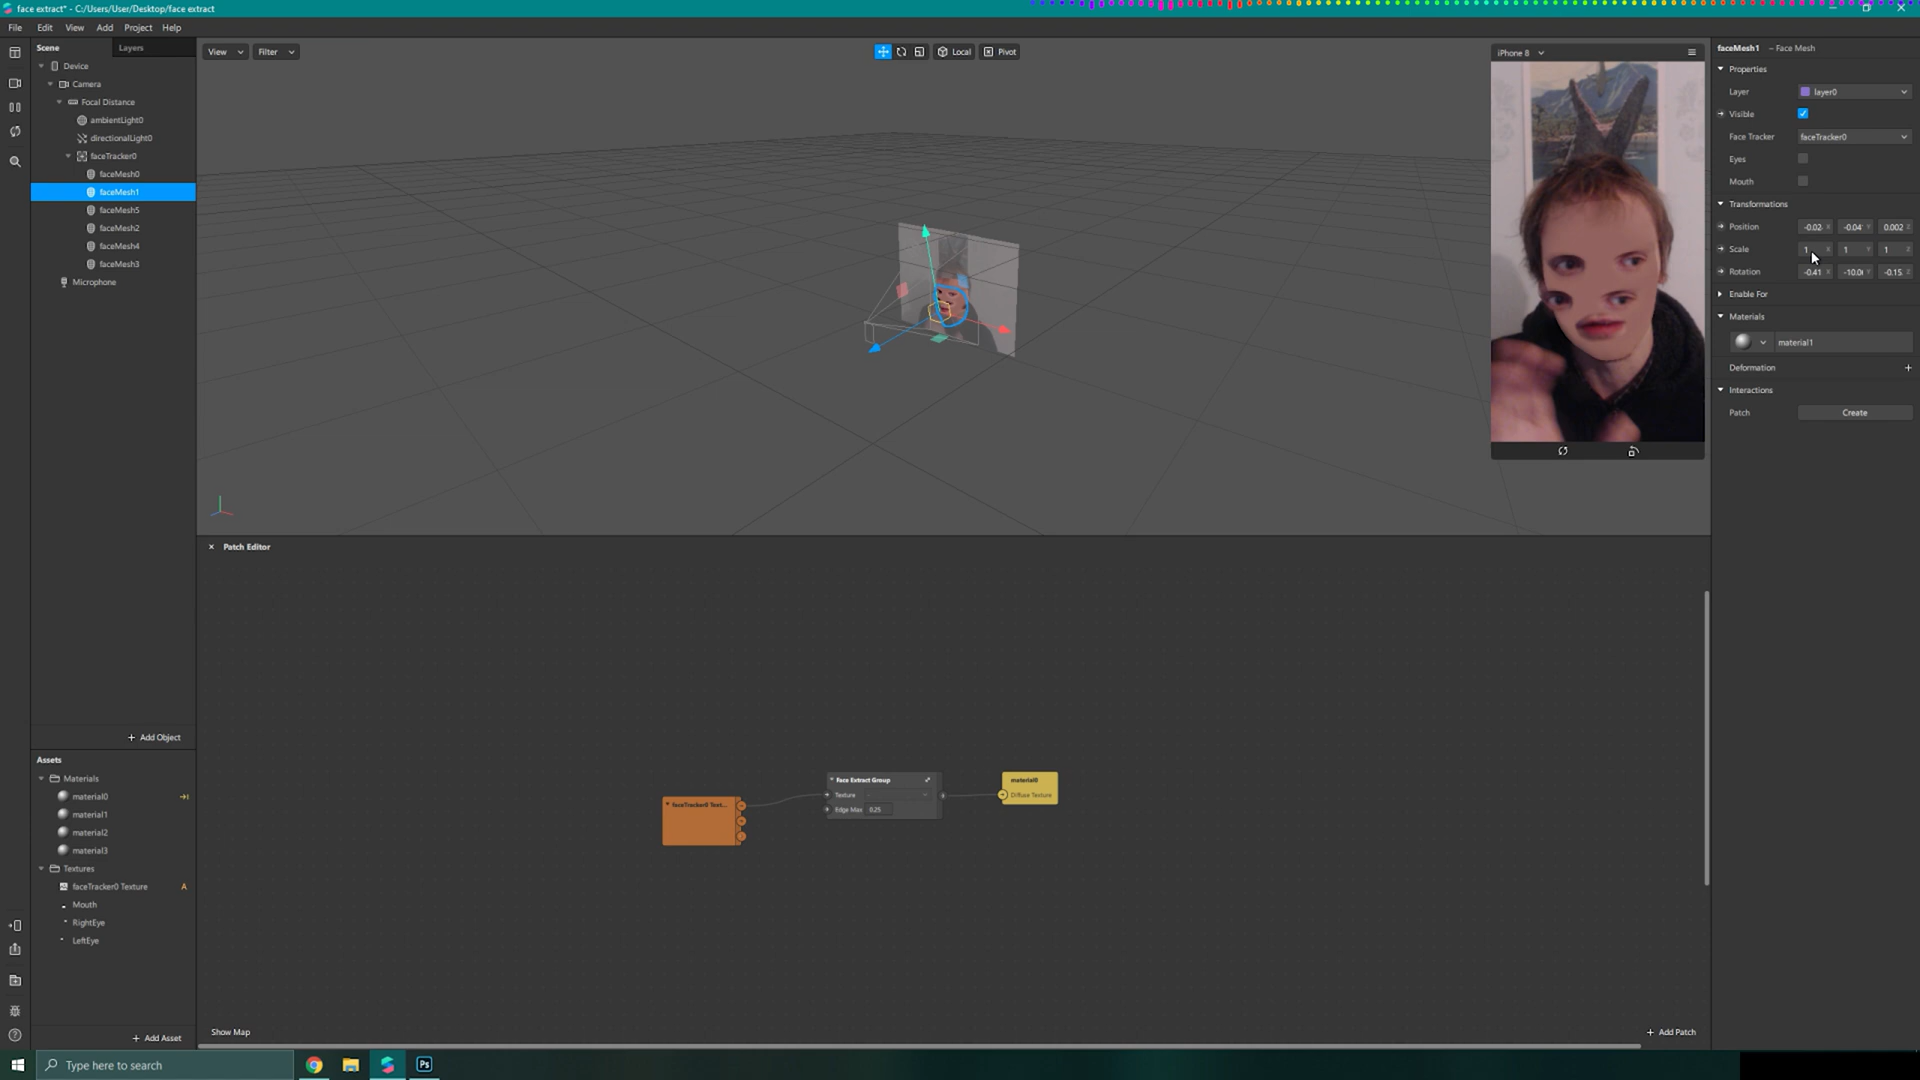 face extract* - C:/Users/User/Desktop/face extract
File Edit View Add Project Help
Scene Layers
Device
Camera
Focal Distance
ambientLight0
directionalLight0
faceTracker0
faceMesh0
faceMesh1
faceMesh5
faceMesh2
faceMesh4
faceMesh3
Microphone
+ Add Object
Assets
Materials
material0
material1
material2
material3
Textures
faceTracker0 Texture A
Mouth
RightEye
LeftEye
+ Add Asset
View Filter
Local Pivot
iPhone 8
Patch Editor
faceTracker0 Text...
Face Extract Group
Texture
Edge Max 0.25
material0
Diffuse Texture
Show Map
+ Add Patch
faceMesh1 – Face Mesh
Properties
Layer layer0
Visible
Face Tracker faceTracker0
Eyes
Mouth
Transformations
Position -0.02 X -0.04 Y 0.002 Z
Scale 1 X 1 Y 1 Z
Rotation -0.41 X -10.0 Y -0.15 Z
Enable For
Materials
material1
Deformation +
Interactions
Patch Create
Type here to search
Ps